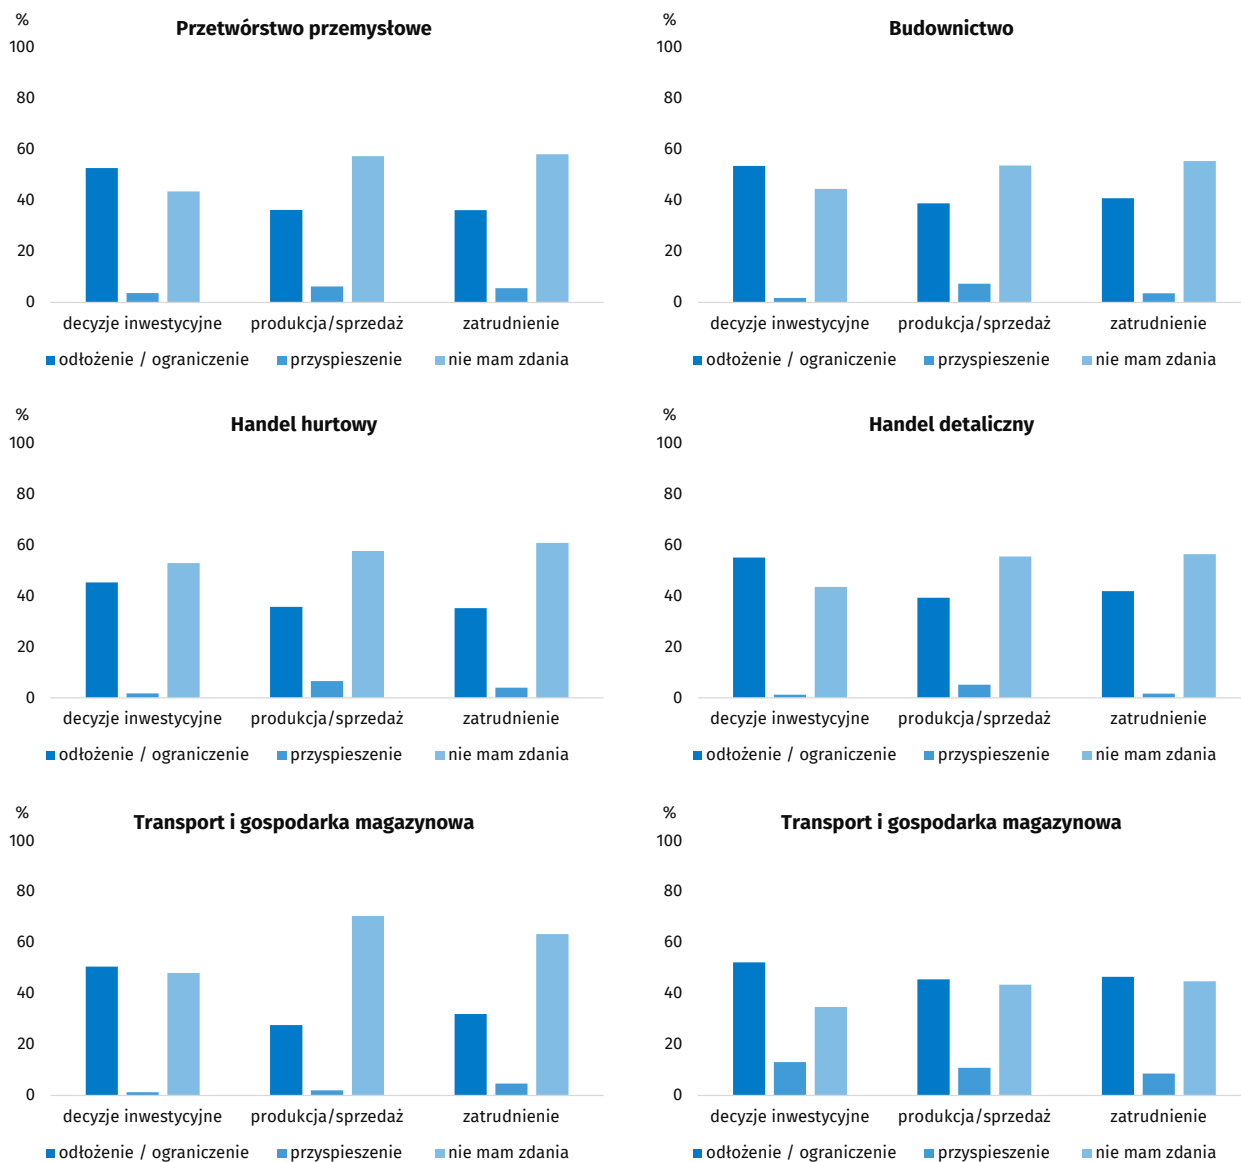 %
Przetwórstwo przemysłowe
100
80
60
40
20
0
decyzje inwestycyjne produkcja/sprzedaż zatrudnienie
odłożenie / ograniczenie przyspieszenie nie mam zdania
%
Budownictwo
100
80
60
40
20
0
decyzje inwestycyjne produkcja/sprzedaż zatrudnienie
odłożenie / ograniczenie przyspieszenie nie mam zdania
%
Handel hurtowy
100
80
60
40
20
0
decyzje inwestycyjne produkcja/sprzedaż zatrudnienie
odłożenie / ograniczenie przyspieszenie nie mam zdania
%
Handel detaliczny
100
80
60
40
20
0
decyzje inwestycyjne produkcja/sprzedaż zatrudnienie
odłożenie / ograniczenie przyspieszenie nie mam zdania
%
Transport i gospodarka magazynowa
100
80
60
40
20
0
decyzje inwestycyjne produkcja/sprzedaż zatrudnienie
odłożenie / ograniczenie przyspieszenie nie mam zdania
%
Transport i gospodarka magazynowa
100
80
60
40
20
0
decyzje inwestycyjne produkcja/sprzedaż zatrudnienie
odłożenie / ograniczenie przyspieszenie nie mam zdania